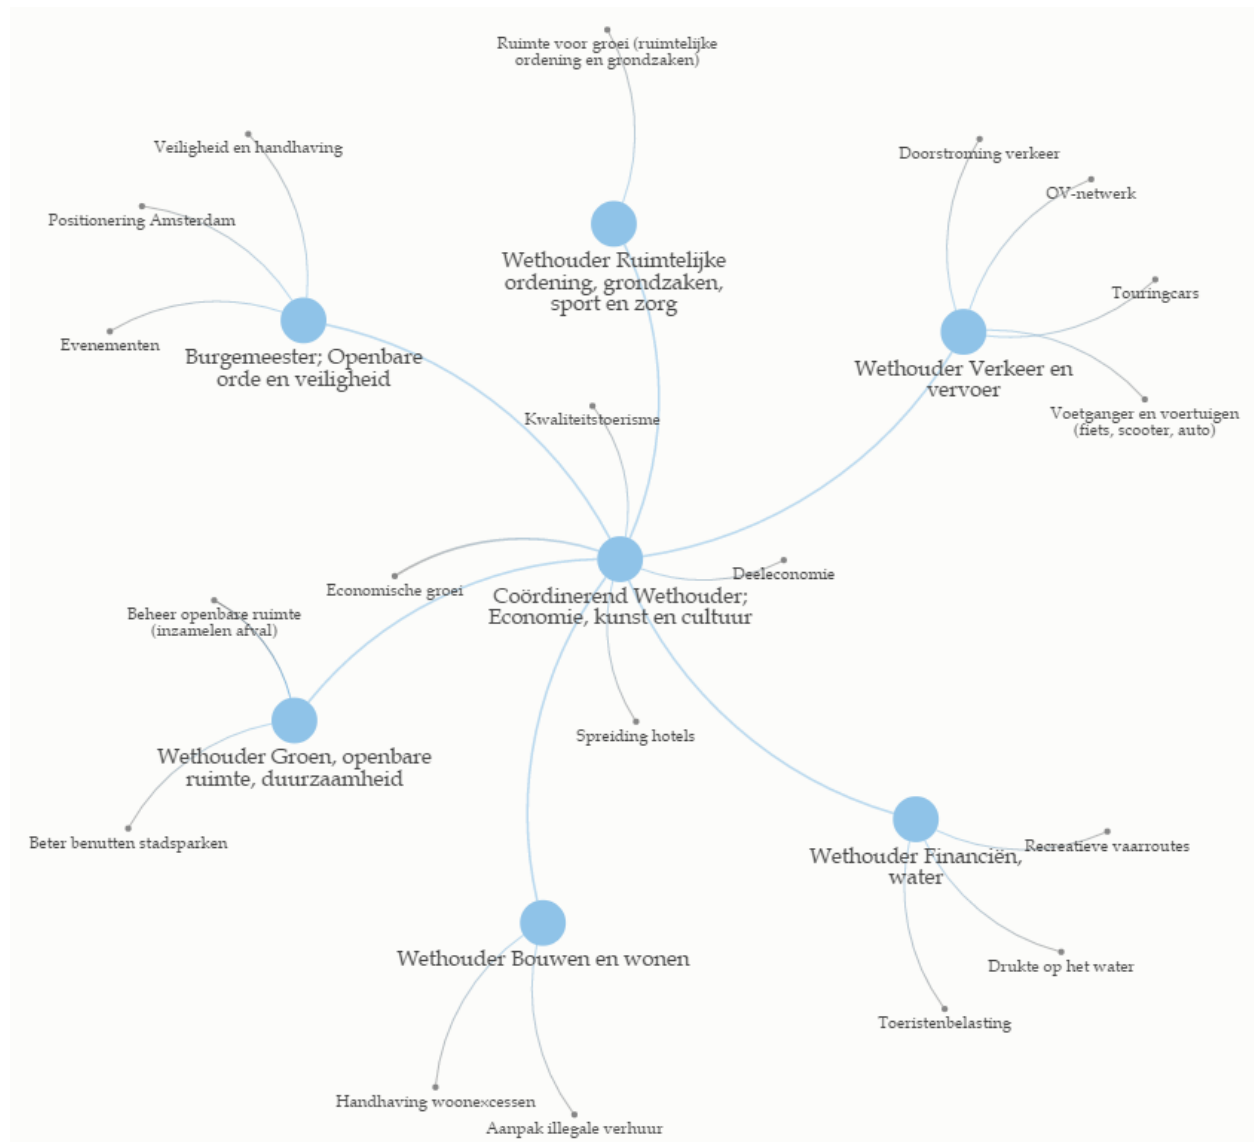 Ruimte voor groei (ruimtelijke
ordening en grondzaken)
Veiligheid en handhaving
Doorstroming verkeer
OV-netwerk
Positionering Amsterdam
Wethouder Ruimtelijke
ordening, grondzaken,
sport en zorg
Touringcars
Evenementen
Burgemeester; Openbare
orde en veiligheid
Wethouder Verkeer en
vervoer
Voetganger en voertuigen
(fiets, scooter, auto)
Kwaliteitstoerisme
Deeleconomie
Economische groei
Coördinerend Wethouder;
Economie, kunst en cultuur
Beheer openbare ruimte
(inzamelen afval)
Spreiding hotels
Wethouder Groen, openbare
ruimte, duurzaamheid
Beter benutten stadsparken
Recreatieve vaarroutes
Wethouder Financiën,
water
Wethouder Bouwen en wonen
Drukte op het water
Toeristenbelasting
Handhaving woonexcessen
Aanpak illegale verhuur